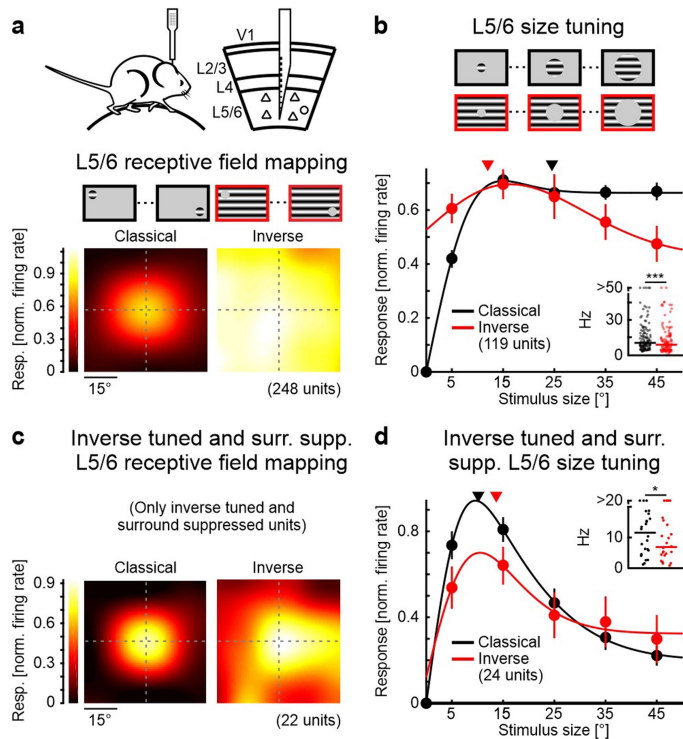 a
V1
L2/3
L4
L5/6
L5/6 receptive field mapping
Classical
Inverse
Resp. [norm. firing rate]
0.9
0.6
0.3
0
15°
(248 units)
b
L5/6 size tuning
Response [norm. firing rate]
0.6
0.4
0.2
0
Classical
Inverse
(119 units)
>50
30
15
0
Hz
***
5
15
25
35
45
Stimulus size [°]
c
Inverse tuned and surr. supp.
L5/6 receptive field mapping
(Only inverse tuned and
surround suppressed units)
Classical
Inverse
Resp. [norm. firing rate]
0.9
0.6
0.3
0
15°
(22 units)
d
Inverse tuned and surr.
supp. L5/6 size tuning
Response [norm. firing rate]
0.8
0.6
0.4
0.2
0
Classical
Inverse
(24 units)
>20
10
0
Hz
*
5
15
25
35
45
Stimulus size [°]